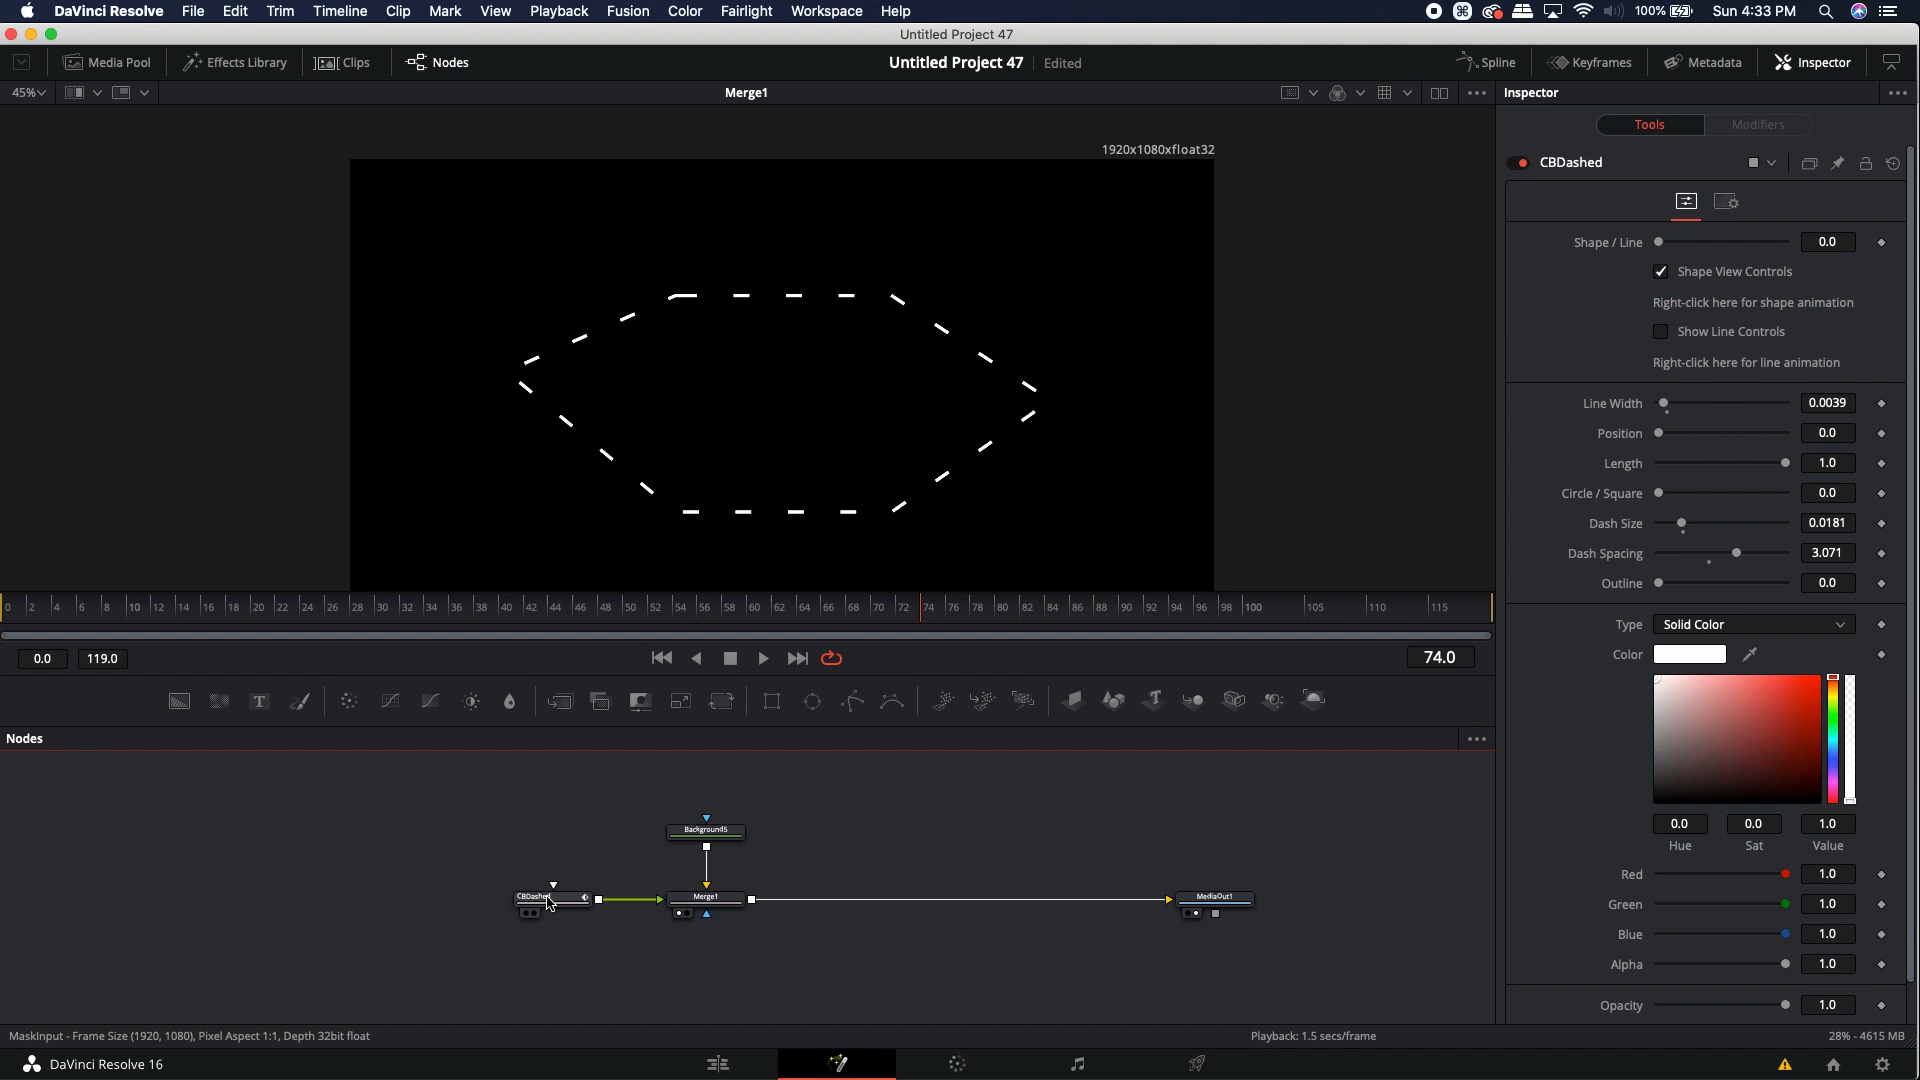 DaVinci Resolve File Edit Trim Timeline Clip Mark View Playback Fusion Color Fairlight Workspace Help 100% Sun 4:33 PM
Untitled Project 47
Media Pool Effects Library Clips Nodes Untitled Project 47 Edited Spline Keyframes Metadata Inspector
45% Merge1 Inspector
Tools Modifiers
1920x1080xfloat32
CBDashed
Shape / Line 0.0
Shape View Controls
Right-click here for shape animation
Show Line Controls
Right-click here for line animation
Line Width 0.0039
Position 0.0
Length 1.0
Circle / Square 0.0
Dash Size 0.0181
Dash Spacing 3.071
Outline 0.0
0 2 4 6 8 10 12 14 16 18 20 22 24 26 28 30 32 34 36 38 40 42 44 46 48 50 52 54 56 58 60 62 64 66 68 70 72 74 76 78 80 82 84 86 88 90 92 94 96 98 100 105 110 115
Type Solid Color
0.0 119.0 74.0
Color
T
Nodes
0.0 0.0 1.0
Hue Sat Value
Background5
Red 1.0
CBDashed Merge1 MediaOut1
Green 1.0
Blue 1.0
Alpha 1.0
Opacity 1.0
MaskInput - Frame Size (1920, 1080), Pixel Aspect 1:1, Depth 32bit float Playback: 1.5 secs/frame 28% - 4615 MB
DaVinci Resolve 16